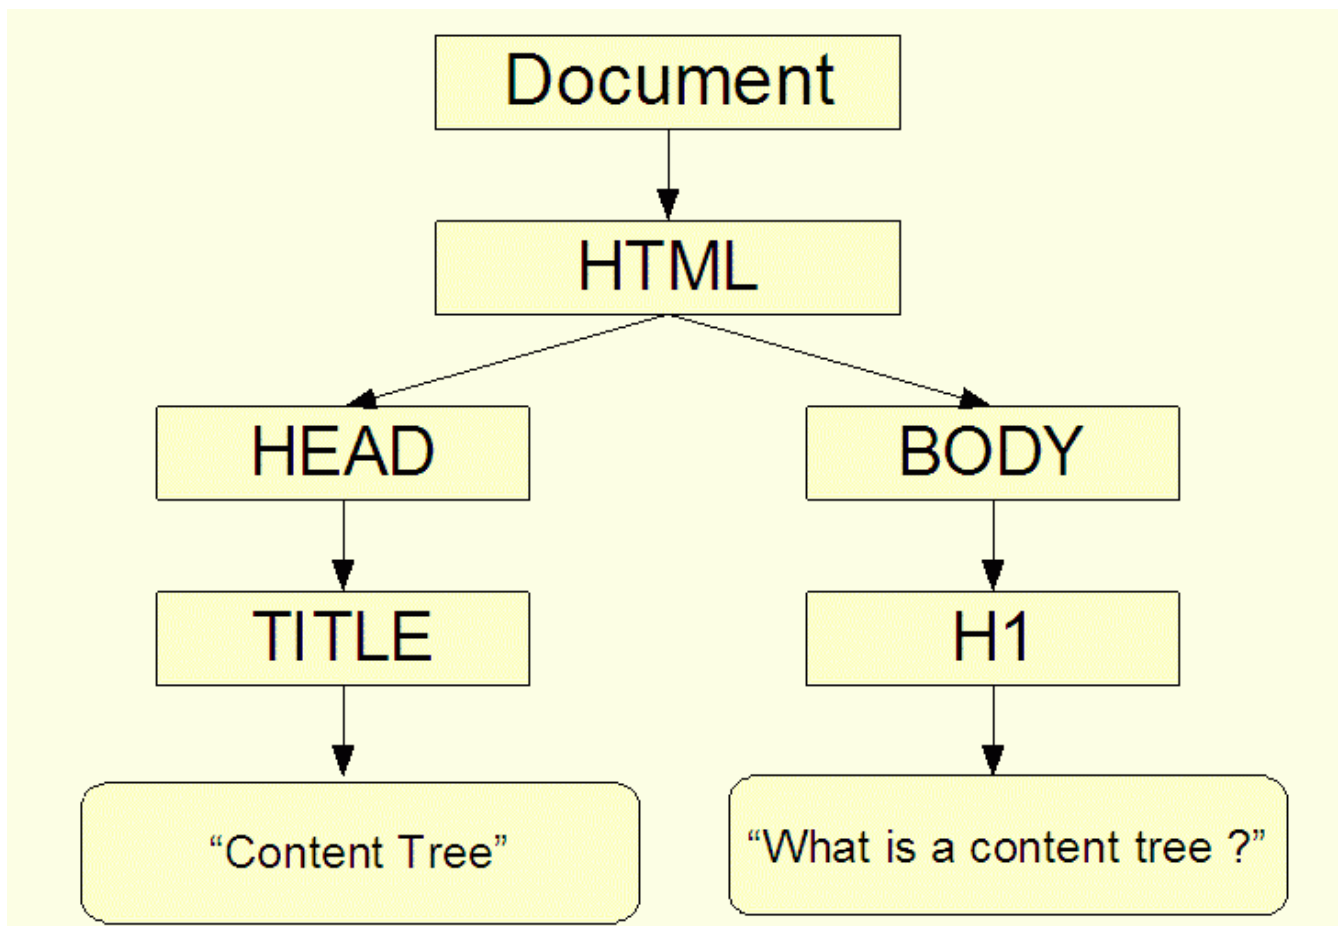 Document
HTML
HEAD
BODY
TITLE
H1
“Content Tree”
“What is a content tree ?”